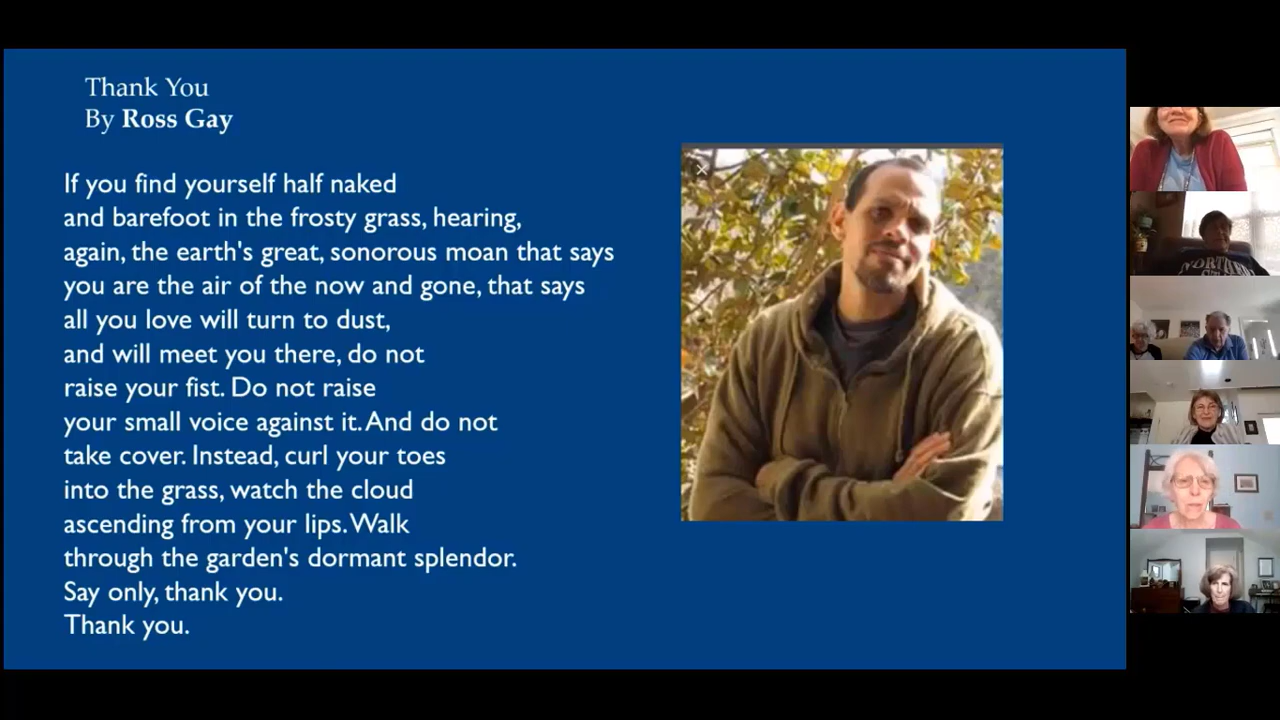 Thank You
By Ross Gay
If you find yourself half naked
and barefoot in the frosty grass, hearing,
again, the earth's great, sonorous moan that says
you are the air of the now and gone, that says
all you love will turn to dust,
and will meet you there, do not
raise your fist. Do not raise
your small voice against it. And do not
take cover. Instead, curl your toes
into the grass, watch the cloud
ascending from your lips. Walk
through the garden's dormant splendor.
Say only, thank you.
Thank you.
NORTHERN